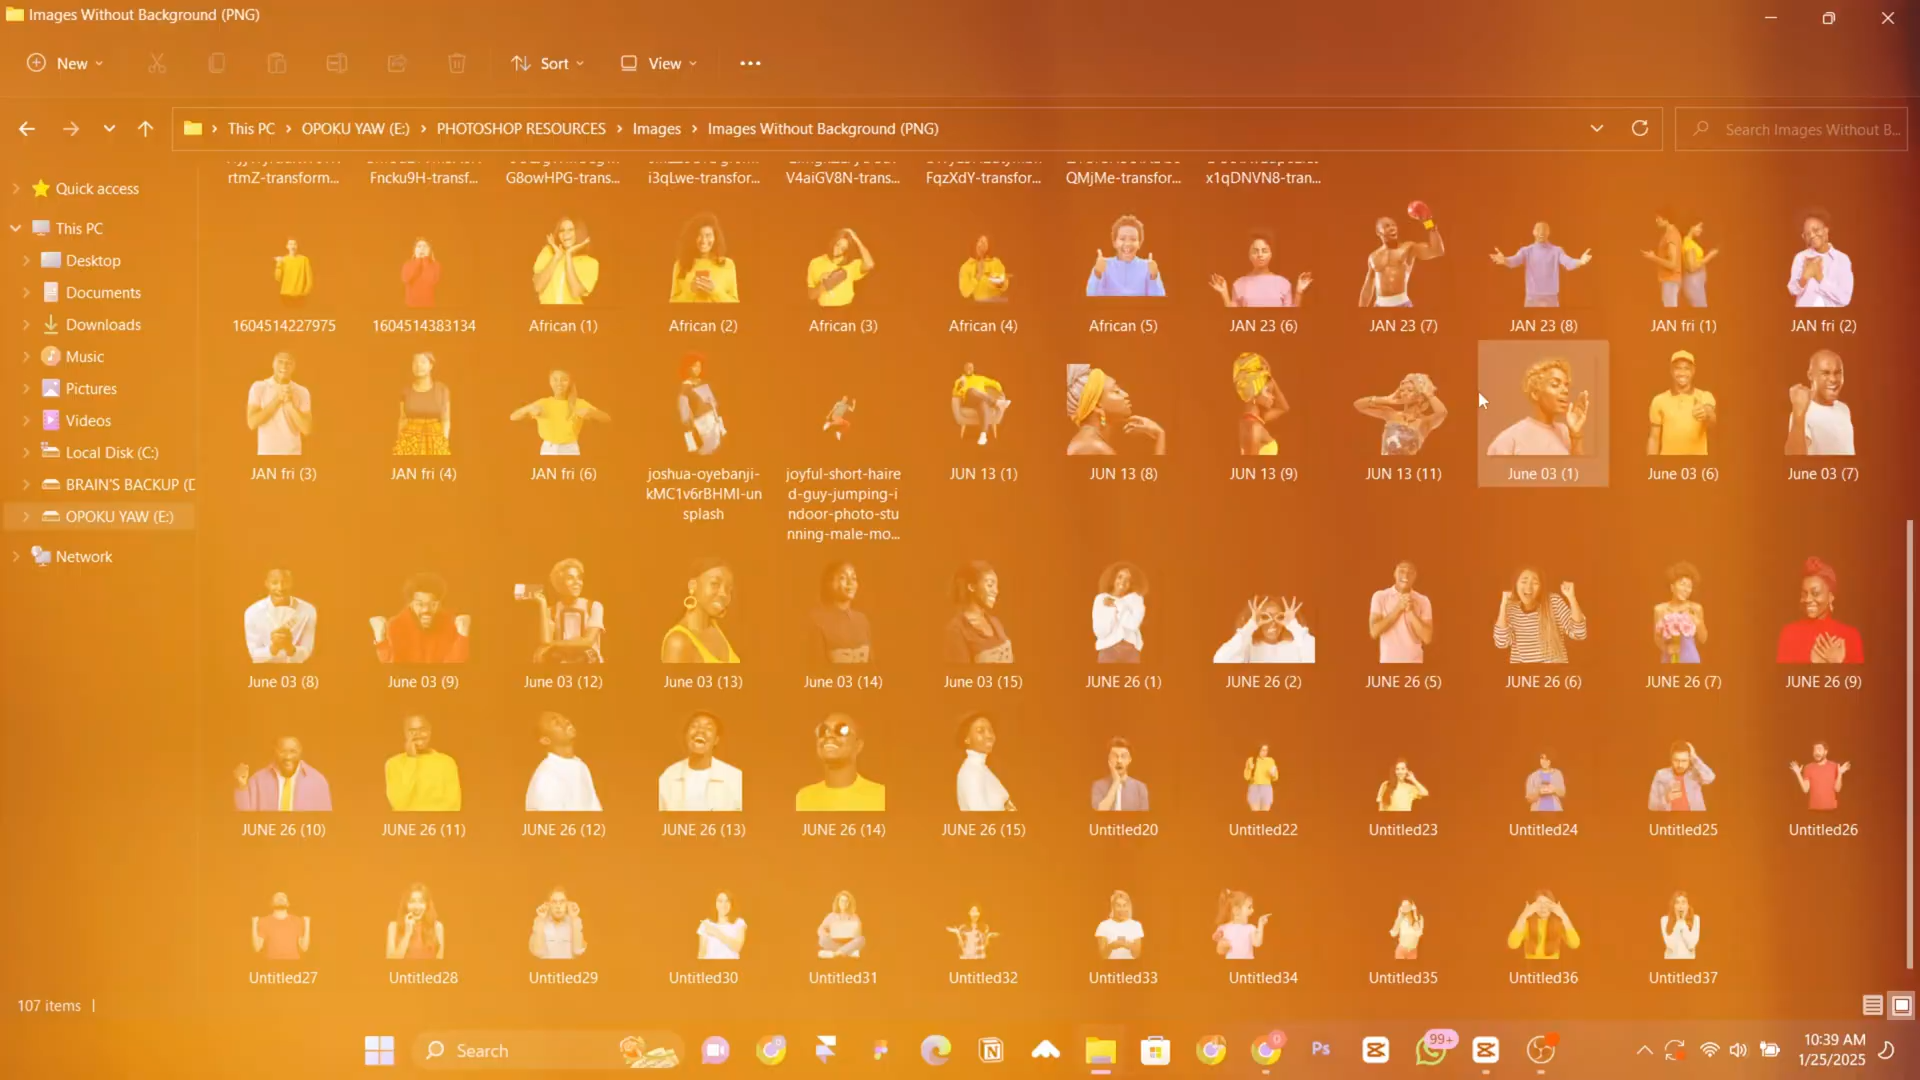 Images Without Background (PNG)
New
Sort
View
This PC
OPOKU YAW (E:)
PHOTOSHOP RESOURCES
Images
Images Without Background (PNG)
Search Images Without B...
Quick access
This PC
Desktop
Documents
Downloads
Music
Pictures
Videos
Local Disk (C:)
BRAIN'S BACKUP (D
OPOKU YAW (E:)
Network
rtmZ-transform...
Fncku9H-transf...
G8owHPG-trans...
i3qLwe-transfor...
V4aiGV8N-trans...
FqzXdY-transfor...
QMjMe-transfor...
x1qDNVN8-tran...
1604514227975
1604514383134
African (1)
African (2)
African (3)
African (4)
African (5)
JAN 23 (6)
JAN 23 (7)
JAN 23 (8)
JAN fri (1)
JAN fri (2)
JAN fri (3)
JAN fri (4)
JAN fri (6)
joshua-oyebanji-
kMC1v6rBHMI-un
splash
joyful-short-haire
d-guy-jumping-i
ndoor-photo-stu
nning-male-mo...
JUN 13 (1)
JUN 13 (8)
JUN 13 (9)
JUN 13 (11)
June 03 (1)
June 03 (6)
June 03 (7)
June 03 (8)
June 03 (9)
June 03 (12)
June 03 (13)
June 03 (14)
June 03 (15)
JUNE 26 (1)
JUNE 26 (2)
JUNE 26 (5)
JUNE 26 (6)
JUNE 26 (7)
JUNE 26 (9)
JUNE 26 (10)
JUNE 26 (11)
JUNE 26 (12)
JUNE 26 (13)
JUNE 26 (14)
JUNE 26 (15)
Untitled20
Untitled22
Untitled23
Untitled24
Untitled25
Untitled26
Untitled27
Untitled28
Untitled29
Untitled30
Untitled31
Untitled32
Untitled33
Untitled34
Untitled35
Untitled36
Untitled37
107 items
Search
Ps
99+
10:39 AM
1/25/2025